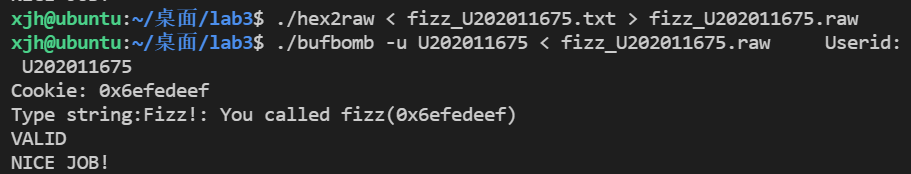 xjh@ubuntu:~/桌面/lab3$ ./hex2raw < fizz_U202011675.txt > fizz_U202011675.raw
xjh@ubuntu:~/桌面/lab3$ ./bufbomb -u U202011675 < fizz_U202011675.raw     Userid:
 U202011675
Cookie: 0x6efedeef
Type string:Fizz!: You called fizz(0x6efedeef)
VALID
NICE JOB!